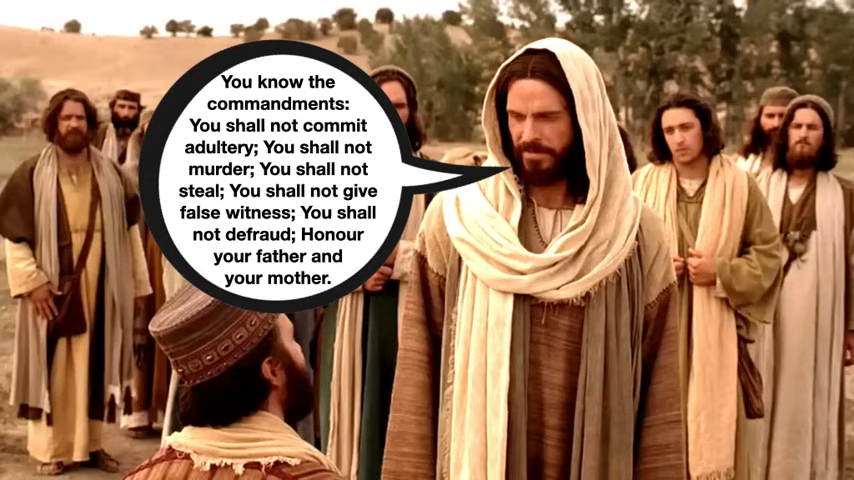 You know the
commandments:
You shall not commit
adultery; You shall not
murder; You shall not
steal; You shall not give
false witness; You shall
not defraud; Honour
your father and
your mother.